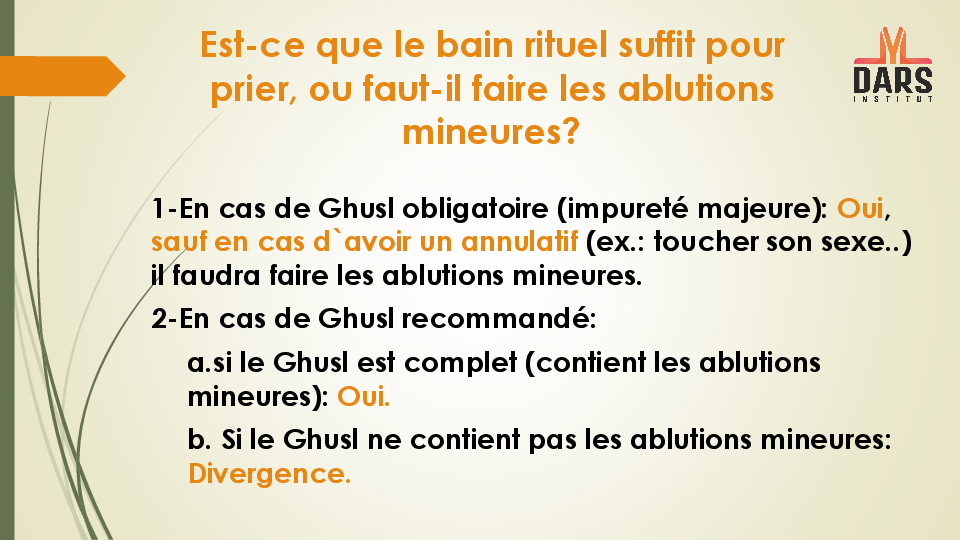 Est-ce que le bain rituel suffit pour
prier, ou faut-il faire les ablutions
mineures?
DARS
INSTITUT
1-En cas de Ghusl obligatoire (impureté majeure): Oui,
sauf en cas d`avoir un annulatif (ex.: toucher son sexe..)
il faudra faire les ablutions mineures.
2-En cas de Ghusl recommandé:
a.si le Ghusl est complet (contient les ablutions
mineures): Oui.
b. Si le Ghusl ne contient pas les ablutions mineures:
Divergence.